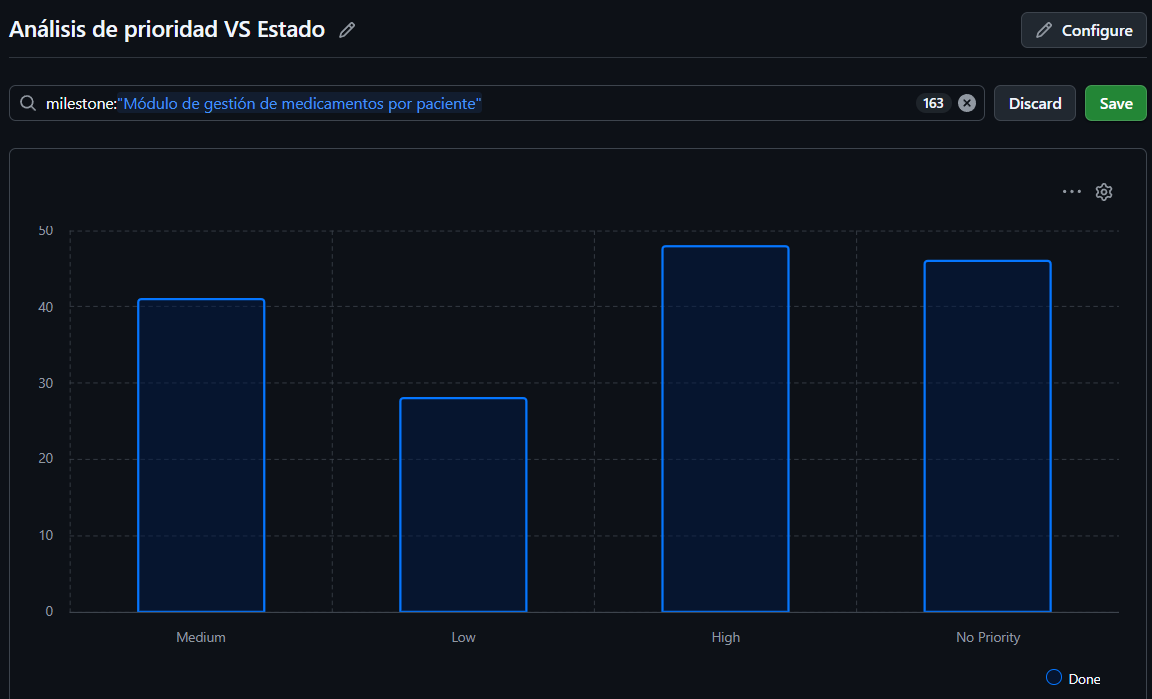 Análisis de prioridad VS Estado
Configure
milestone:"Módulo de gestión de medicamentos por paciente"
163
Discard
Save
50
40
30
20
10
0
Medium
Low
High
No Priority
Done